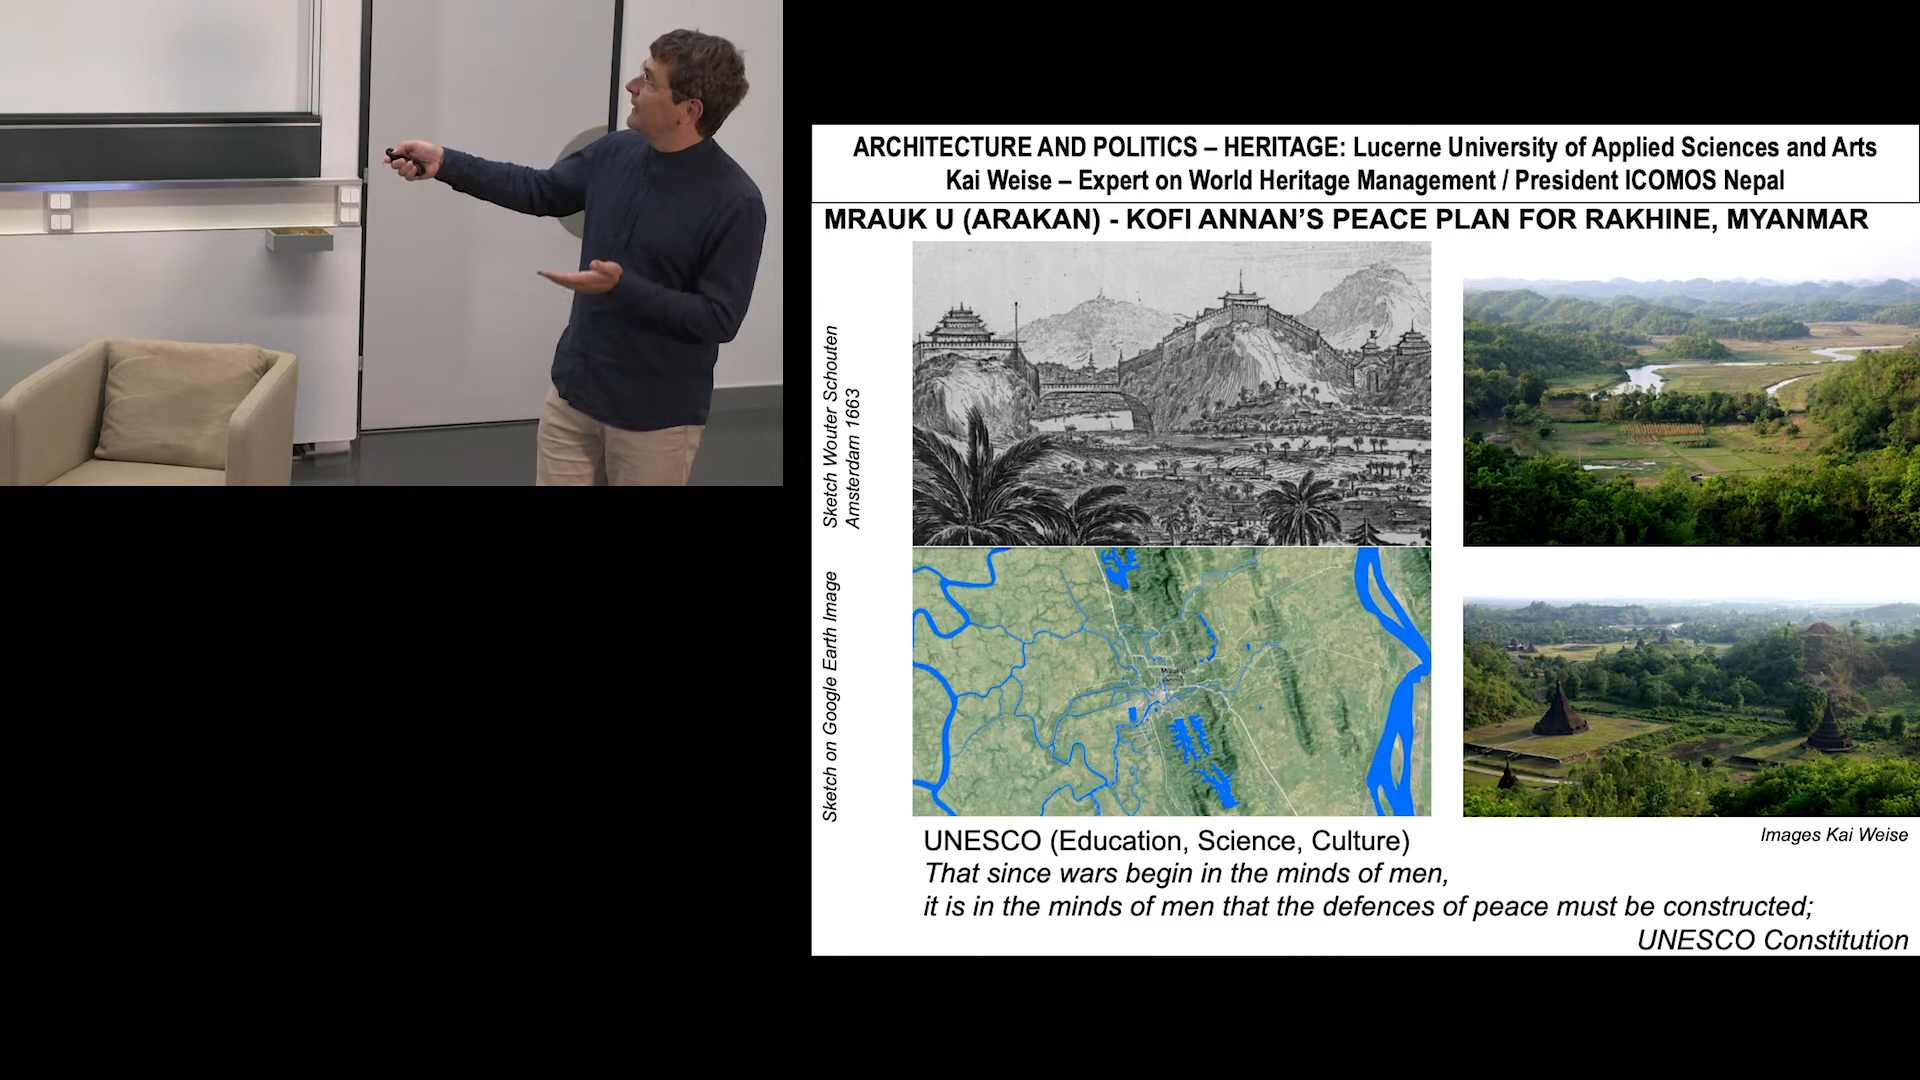 ARCHITECTURE AND POLITICS – HERITAGE: Lucerne University of Applied Sciences and Arts
Kai Weise – Expert on World Heritage Management / President ICOMOS Nepal
MRAUK U (ARAKAN) - KOFI ANNAN’S PEACE PLAN FOR RAKHINE, MYANMAR
Sketch Wouter Schouten
Amsterdam 1663
Sketch on Google Earth Image
Images Kai Weise
UNESCO (Education, Science, Culture)
That since wars begin in the minds of men,
it is in the minds of men that the defences of peace must be constructed;
UNESCO Constitution